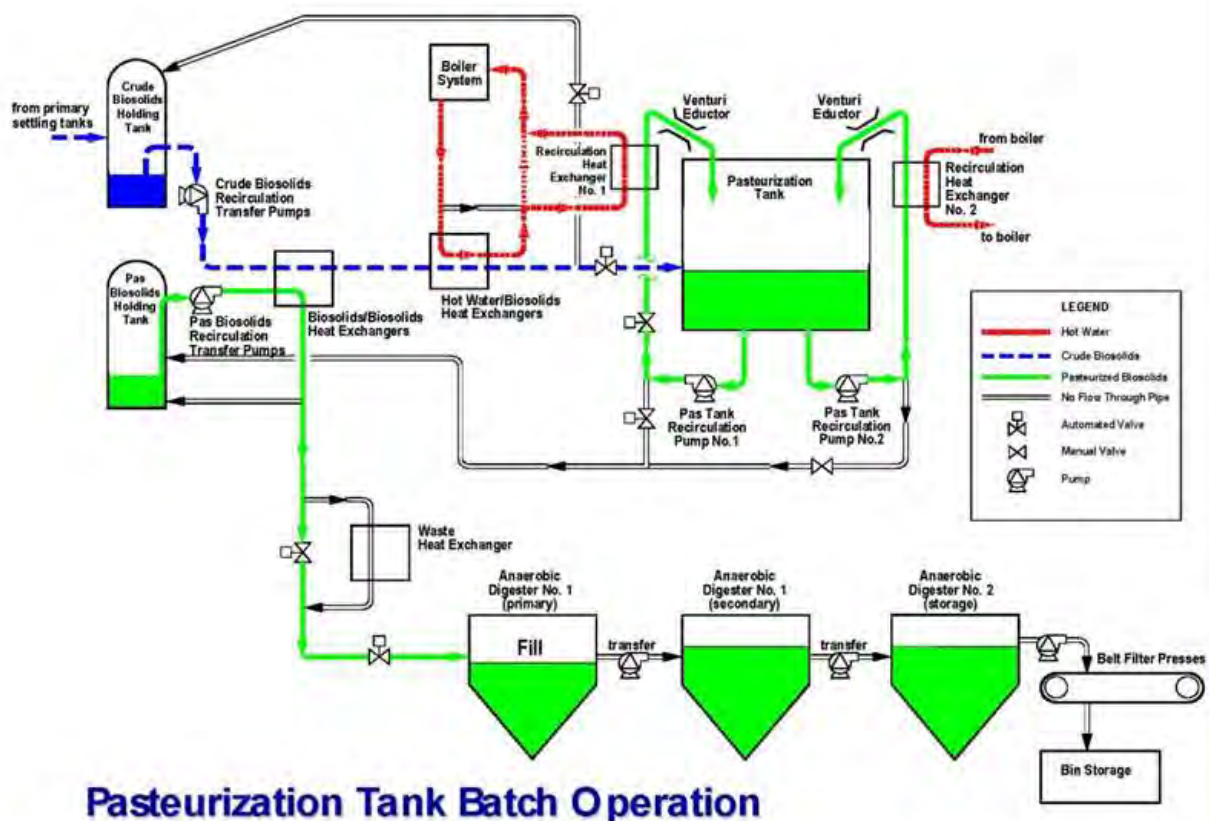 Crude
Biosolids
Holding
Tank
from primary
settling tanks
Boiler
System
Crude Biosolids
Recirculation
Transfer Pumps
Recirculation
Heat
Exchanger
No. 1
Venturi
Eductor
Venturi
Eductor
Pasteurization
Tank
from boiler
Recirculation
Heat
Exchanger
No. 2
to boiler
Pas
Biosolids
Holding
Tank
Pas Biosolids
Recirculation
Transfer Pumps
Biosolids/Biosolids
Heat Exchangers
Hot Water/Biosolids
Heat Exchangers
Pas Tank
Recirculation
Pump No.1
Pas Tank
Recirculation
Pump No.2
LEGEND
Hot Water
Crude Biosolids
Pasteurized Biosolids
No Flow Through Pipe
Automated Valve
Manual Valve
Pump
Waste
Heat Exchanger
Anaerobic
Digester No. 1
(primary)
Fill
transfer
Anaerobic
Digester No. 1
(secondary)
transfer
Anaerobic
Digester No. 2
(storage)
Belt Filter Presses
Bin Storage
Pasteurization Tank Batch Operation